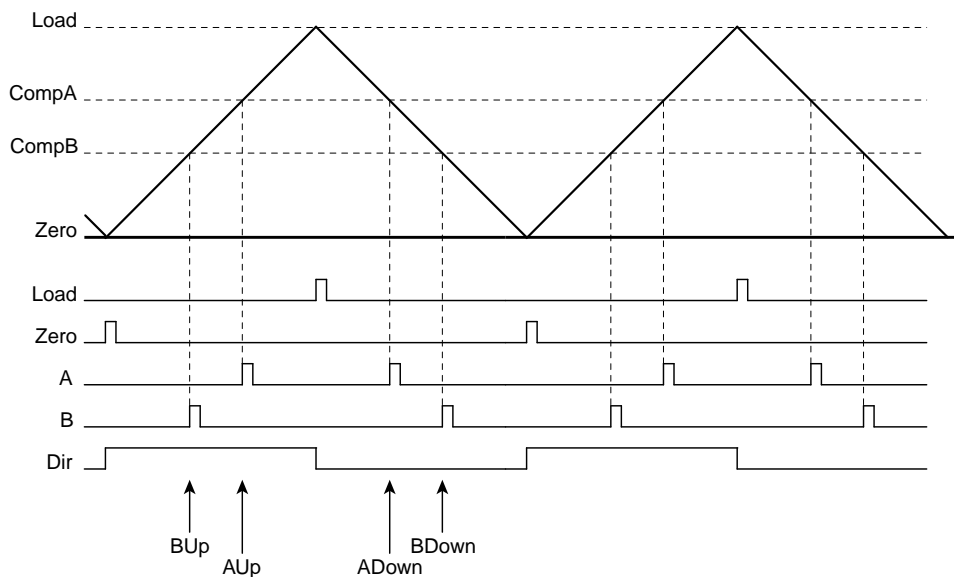 Load
CompA
CompB
Zero
Load
Zero
A
B
Dir
BUp
AUp
ADown
BDown